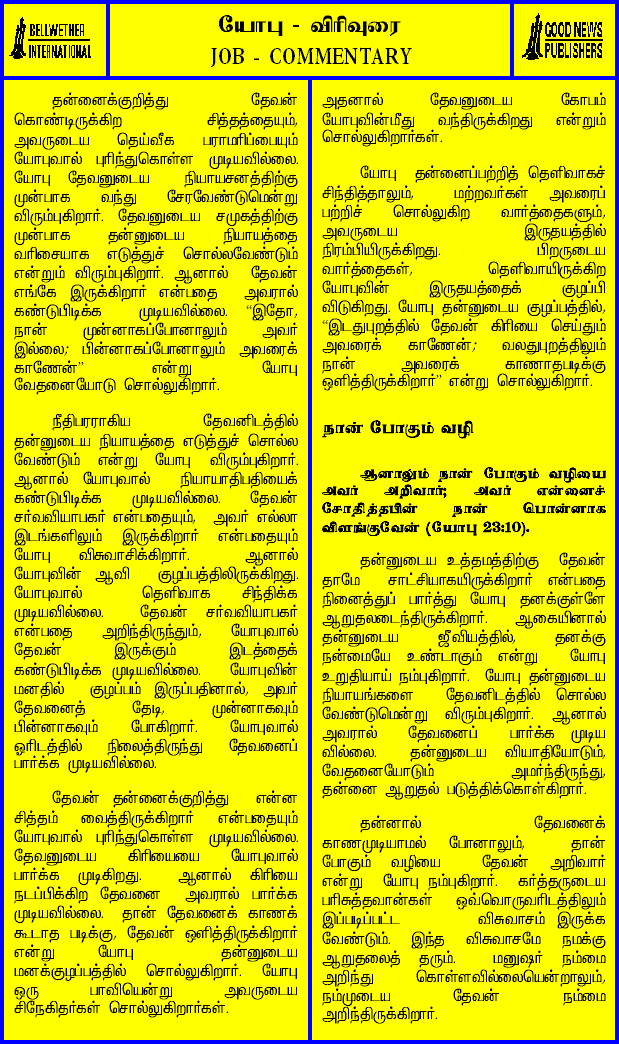 BELLWETHER
INTERNATIONAL
யோபு - விரிவுரை
JOB - COMMENTARY
GOOD NEWS
PUBLISHERS
தன்னைக்குறித்து தேவன்
கொண்டிருக்கிற சித்தத்தையும்,
அவருடைய தெய்வீக பராமரிப்பையும்
யோபுவால் புரிந்துகொள்ள முடியவில்லை.
யோபு தேவனுடைய நியாயசனத்திற்கு
முன்பாக வந்து சேரவேண்டுமென்று
விரும்புகிறார். தேவனுடைய சமுகத்திற்கு
முன்பாக தன்னுடைய நியாயத்தை
வரிசையாக எடுத்துச் சொல்லவேண்டும்
என்றும் விரும்புகிறார். ஆனால் தேவன்
எங்கே இருக்கிறார் என்பதை அவரால்
கண்டுபிடிக்க முடியவில்லை. “இதோ,
நான் முன்னாகப்போனாலும் அவர்
இல்லை; பின்னாகப்போனாலும் அவரைக்
காணேன்” என்று யோபு
வேதனையோடு சொல்லுகிறார்.
நீதிபரராகிய தேவனிடத்தில்
தன்னுடைய நியாயத்தை எடுத்துச் சொல்ல
வேண்டும் என்று யோபு விரும்புகிறார்.
ஆனால் யோபுவால் நியாயாதிபதியைக்
கண்டுபிடிக்க முடியவில்லை. தேவன்
சர்வவியாபகர் என்பதையும், அவர் எல்லா
இடங்களிலும் இருக்கிறார் என்பதையும்
யோபு விசுவாசிக்கிறார். ஆனால்
யோபுவின் ஆவி குழப்பத்திலிருக்கிறது.
யோபுவால் தெளிவாக சிந்திக்க
முடியவில்லை. தேவன் சர்வவியாபகர்
என்பதை அறிந்திருந்தும், யோபுவால்
தேவன் இருக்கும் இடத்தைக்
கண்டுபிடிக்க முடியவில்லை. யோபுவின்
மனதில் குழப்பம் இருப்பதினால், அவர்
தேவனைத் தேடி, முன்னாகவும்
பின்னாகவும் போகிறார். யோபுவால்
ஓரிடத்தில் நிலைத்திருந்து தேவனைப்
பார்க்க முடியவில்லை.
தேவன் தன்னைக்குறித்து என்ன
சித்தம் வைத்திருக்கிறார் என்பதையும்
யோபுவால் புரிந்துகொள்ள முடியவில்லை.
தேவனுடைய கிரியையை யோபுவால்
பார்க்க முடிகிறது. ஆனால் கிரியை
நடப்பிக்கிற தேவனை அவரால் பார்க்க
முடியவில்லை. தான் தேவனைக் காணக்
கூடாத படிக்கு, தேவன் ஒளித்திருக்கிறார்
என்று யோபு தன்னுடைய
மனக்குழப்பத்தில் சொல்லுகிறார். யோபு
ஒரு பாவியென்று அவருடைய
சிநேகிதர்கள் சொல்லுகிறார்கள்.
அதனால் தேவனுடைய கோபம்
யோபுவின்மீது வந்திருக்கிறது என்றும்
சொல்லுகிறார்கள்.
யோபு தன்னைப்பற்றித் தெளிவாகச்
சிந்தித்தாலும், மற்றவர்கள் அவரைப்
பற்றிச் சொல்லுகிற வார்த்தைகளும்,
அவருடைய இருதயத்தில்
நிரம்பியிருக்கிறது. பிறருடைய
வார்த்தைகள், தெளிவாயிருக்கிற
யோபுவின் இருதயத்தைக் குழப்பி
விடுகிறது. யோபு தன்னுடைய குழப்பத்தில்,
“இடதுபுறத்தில் தேவன் கிரியை செய்தும்
அவரைக் காணேன்; வலதுபுறத்திலும்
நான் அவரைக் காணாதபடிக்கு
ஒளித்திருக்கிறார்” என்று சொல்லுகிறார்.
நான் போகும் வழி
ஆனாலும் நான் போகும் வழியை
அவர் அறிவார்; அவர் என்னைச்
சோதித்தபின் நான் பொன்னாக
விளங்குவேன் (யோபு 23:10).
தன்னுடைய உத்தமத்திற்கு தேவன்
தாமே சாட்சியாகயிருக்கிறார் என்பதை
நினைத்துப் பார்த்து யோபு தனக்குள்ளே
ஆறுதலடைந்திருக்கிறார். ஆகையினால்
தன்னுடைய ஜீவியத்தில், தனக்கு
நன்மையே உண்டாகும் என்று யோபு
உறுதியாய் நம்புகிறார். யோபு தன்னுடைய
நியாயங்களை தேவனிடத்தில் சொல்ல
வேண்டுமென்று விரும்புகிறார். ஆனால்
அவரால் தேவனைப் பார்க்க முடிய
வில்லை. தன்னுடைய வியாதியோடும்,
வேதனையோடும் அமர்ந்திருந்து,
தன்னை ஆறுதல் படுத்திக்கொள்கிறார்.
தன்னால் தேவனைக்
காணமுடியாமல் போனாலும், தான்
போகும் வழியை தேவன் அறிவார்
என்று யோபு நம்புகிறார். கர்த்தருடைய
பரிசுத்தவான்கள் ஒவ்வொருவரிடத்திலும்
இப்படிப்பட்ட விசுவாசம் இருக்க
வேண்டும். இந்த விசுவாசமே நமக்கு
ஆறுதலைத் தரும். மனுஷர் நம்மை
அறிந்து கொள்ளவில்லையென்றாலும்,
நம்முடைய தேவன் நம்மை
அறிந்திருக்கிறார்.